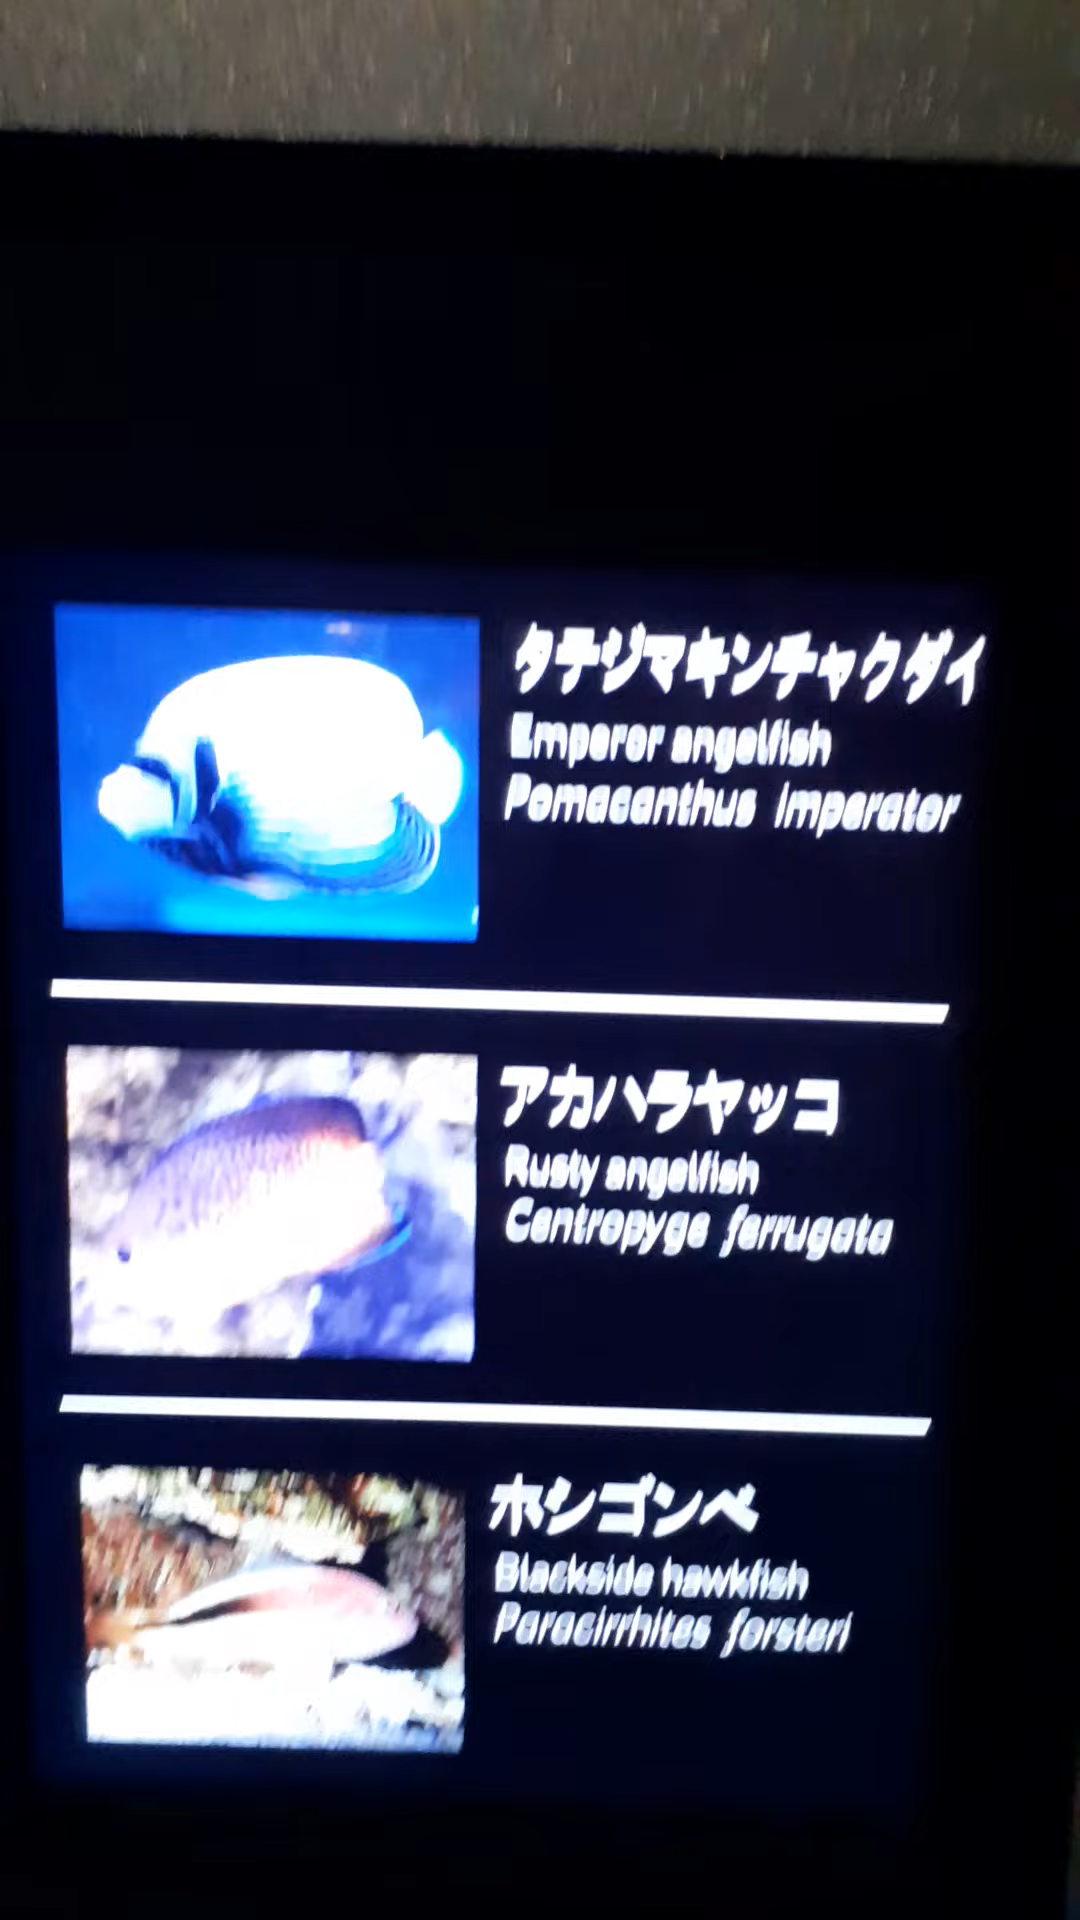 タテジマキンチャクダイ
Emperor angelfish
Pomacanthus imperator
アカハラヤッコ
Rusty angelfish
Centropyge ferrugata
ホシゴンベ
Blackside hawkfish
Paracirrhites forsteri